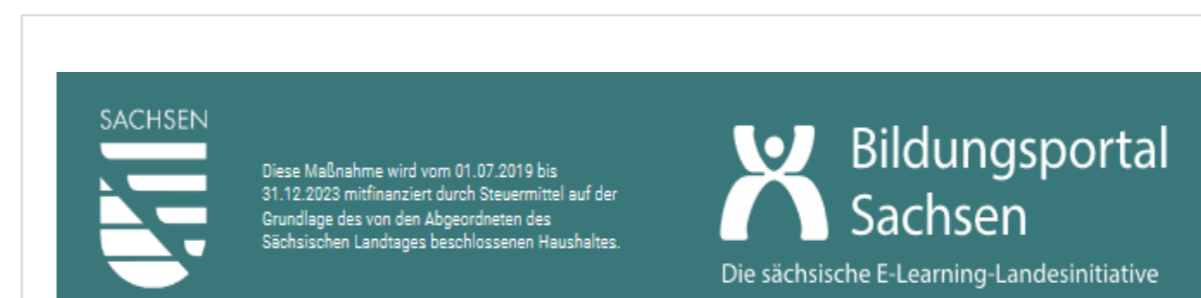 SACHSEN
Diese Maßnahme wird vom 01.07.2019 bis
31.12.2023 mitfinanziert durch Steuermittel auf der
Grundlage des von den Abgeordneten des
Sächsischen Landtages beschlossenen Haushaltes.
Bildungsportal
Sachsen
Die sächsische E-Learning-Landesinitiative